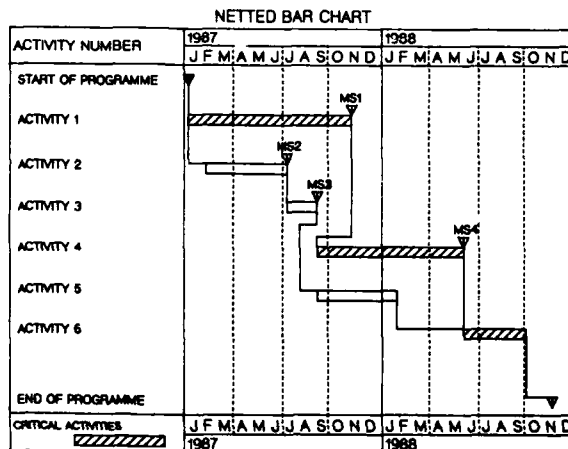 NETTED BAR CHART
ACTIVITY NUMBER
1987 1988
J F M A M J J A S O N D J F M A M J J A S O N D
START OF PROGRAMME
MS1
ACTIVITY 1
MS2
ACTIVITY 2
MS3
ACTIVITY 3
MS4
ACTIVITY 4
ACTIVITY 5
ACTIVITY 6
END OF PROGRAMME
CRITICAL ACTIVITIES
J F M A M J J A S O N D J F M A M J J A S O N D
1987 1988